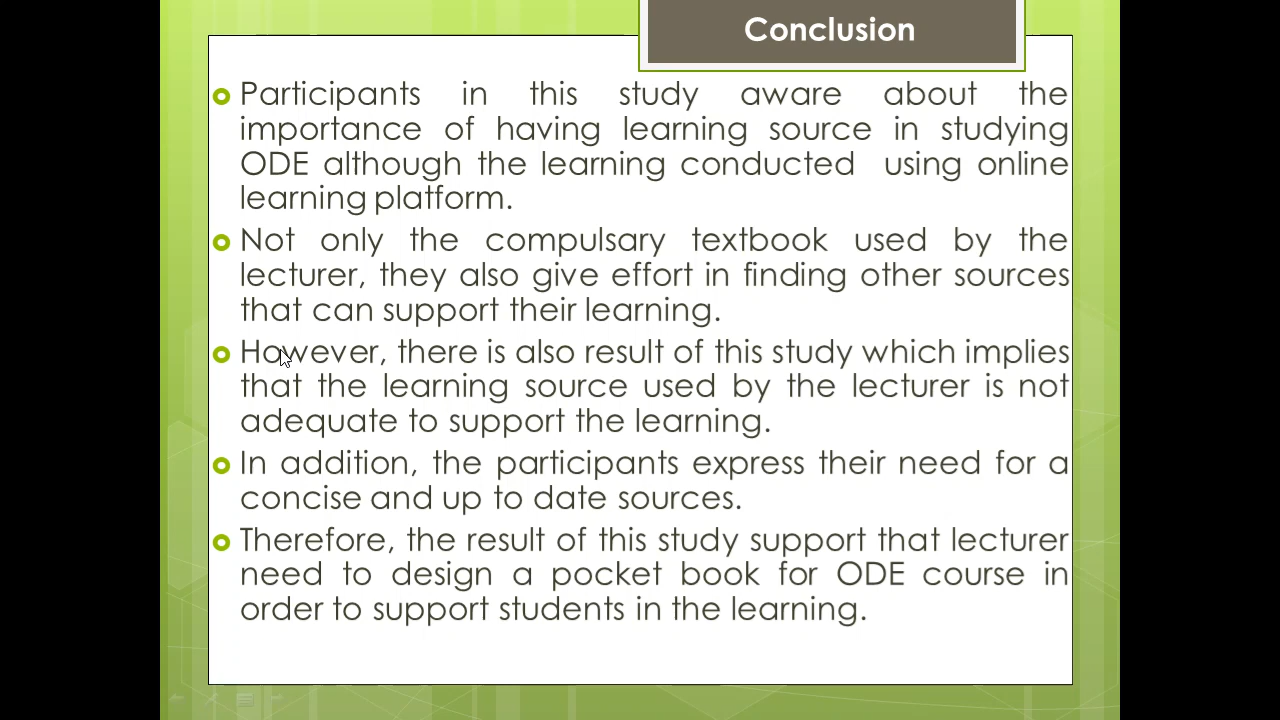 Conclusion
Participants in this study aware about the
importance of having learning source in studying
ODE although the learning conducted using online
learning platform.
Not only the compulsary textbook used by the
lecturer, they also give effort in finding other sources
that can support their learning.
However, there is also result of this study which implies
that the learning source used by the lecturer is not
adequate to support the learning.
In addition, the participants express their need for a
concise and up to date sources.
Therefore, the result of this study support that lecturer
need to design a pocket book for ODE course in
order to support students in the learning.